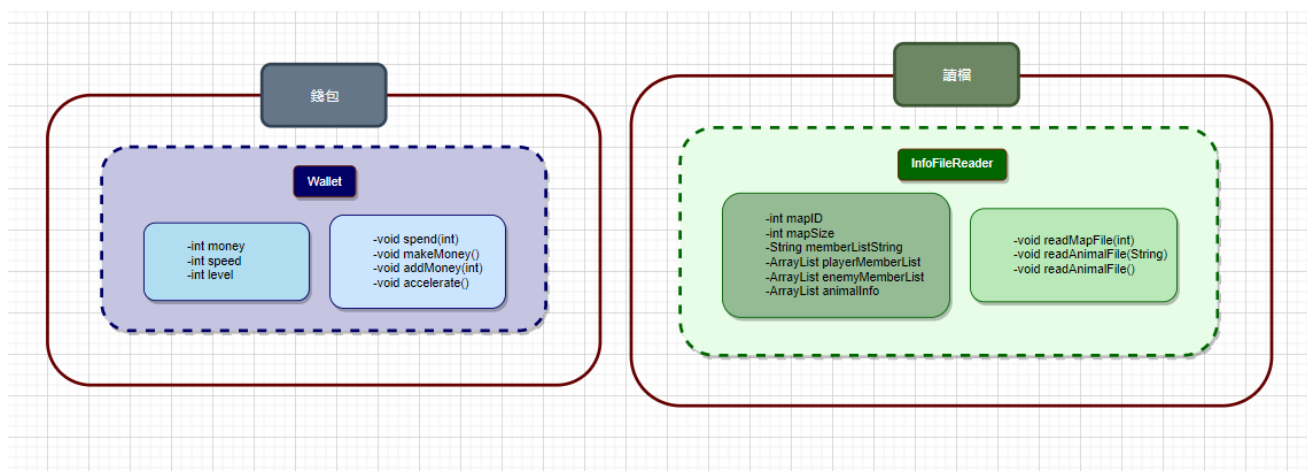 錢包
Wallet
-int money
-int speed
-int level
-void spend(int)
-void makeMoney()
-void addMoney(int)
-void accelerate()
讀檔
InfoFileReader
-int mapID
-int mapSize
-String memberListString
-ArrayList playerMemberList
-ArrayList enemyMemberList
-ArrayList animalInfo
-void readMapFile(int)
-void readAnimalFile(String)
-void readAnimalFile()